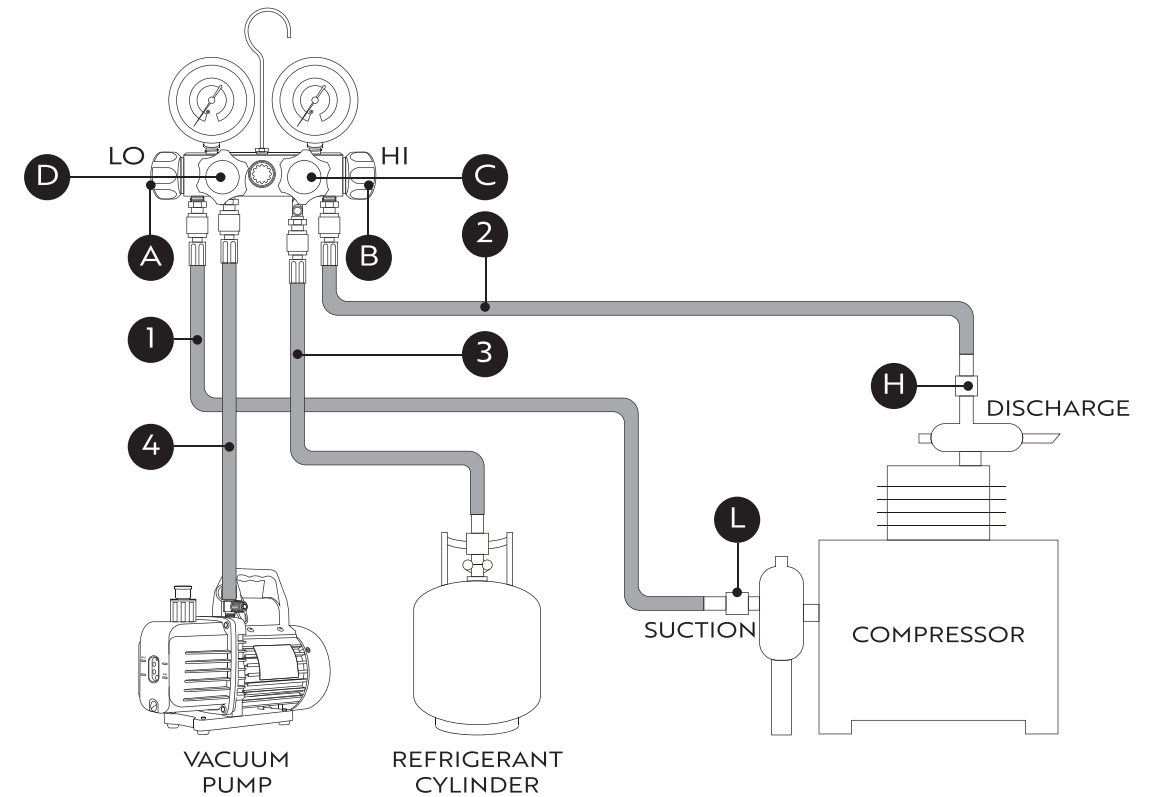 LO
HI
D
C
A
B
2
1
3
4
H
DISCHARGE
L
SUCTION
COMPRESSOR
VACUUM
PUMP
REFRIGERANT
CYLINDER